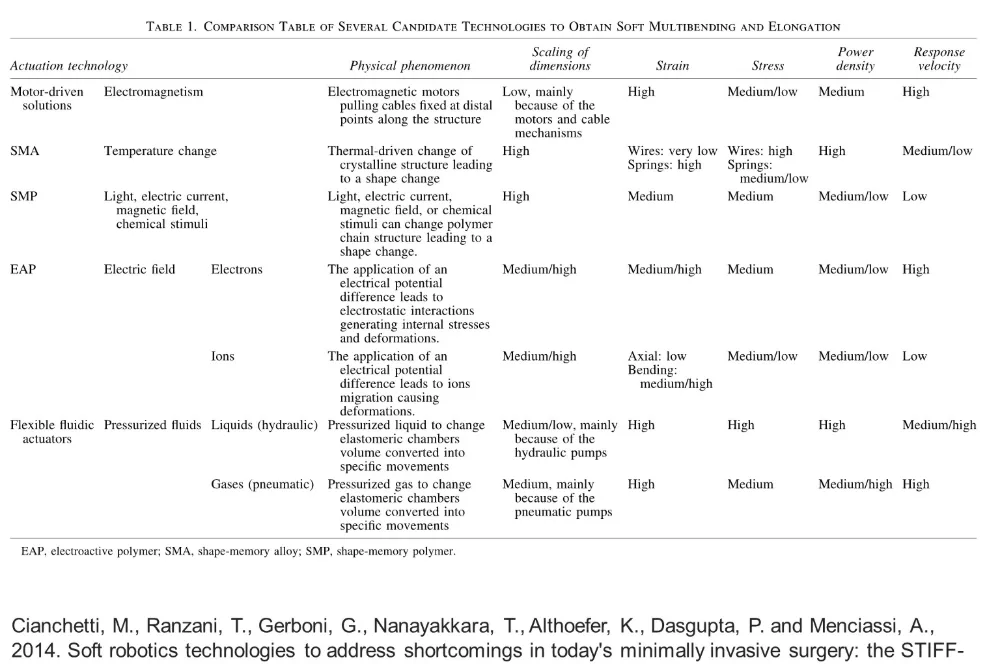 TABLE 1. COMPARISON TABLE OF SEVERAL CANDIDATE TECHNOLOGIES TO OBTAIN SOFT MULTIBENDING AND ELONGATION
Actuation technology Physical phenomenon Scaling of dimensions Strain Stress Power density Response velocity
Motor-driven solutions Electromagnetism Electromagnetic motors pulling cables fixed at distal points along the structure Low, mainly because of the motors and cable mechanisms High Medium/low Medium High
SMA Temperature change Thermal-driven change of crystalline structure leading to a shape change High Wires: very low Springs: high Wires: high Springs: medium/low High Medium/low
SMP Light, electric current, magnetic field, chemical stimuli Light, electric current, magnetic field, or chemical stimuli can change polymer chain structure leading to a shape change. High Medium Medium Medium/low Low
EAP Electric field Electrons The application of an electrical potential difference leads to electrostatic interactions generating internal stresses and deformations. Medium/high Medium/high Medium Medium/low High
Ions The application of an electrical potential difference leads to ions migration causing deformations. Medium/high Axial: low Bending: medium/high Medium/low Medium/low Low
Flexible fluidic actuators Pressurized fluids Liquids (hydraulic) Pressurized liquid to change elastomeric chambers volume converted into specific movements Medium/low, mainly because of the hydraulic pumps High High High Medium/high
Gases (pneumatic) Pressurized gas to change elastomeric chambers volume converted into specific movements Medium, mainly because of the pneumatic pumps High Medium Medium/high High
EAP, electroactive polymer; SMA, shape-memory alloy; SMP, shape-memory polymer.
Cianchetti, M., Ranzani, T., Gerboni, G., Nanayakkara, T., Althoefer, K., Dasgupta, P. and Menciassi, A.,
2014. Soft robotics technologies to address shortcomings in today's minimally invasive surgery: the STIFF-